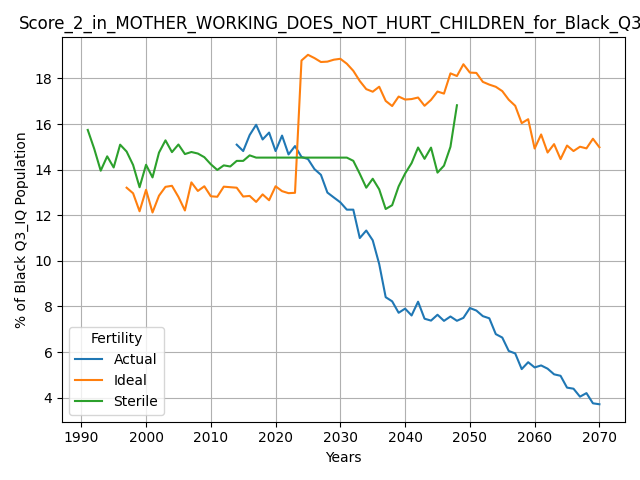 Score_2_in_MOTHER_WORKING_DOES_NOT_HURT_CHILDREN_for_Black_Q3
% of Black Q3_IQ Population
18
16
14
12
10
8
6
4
Fertility
Actual
Ideal
Sterile
1990 2000 2010 2020 2030 2040 2050 2060 2070
Years